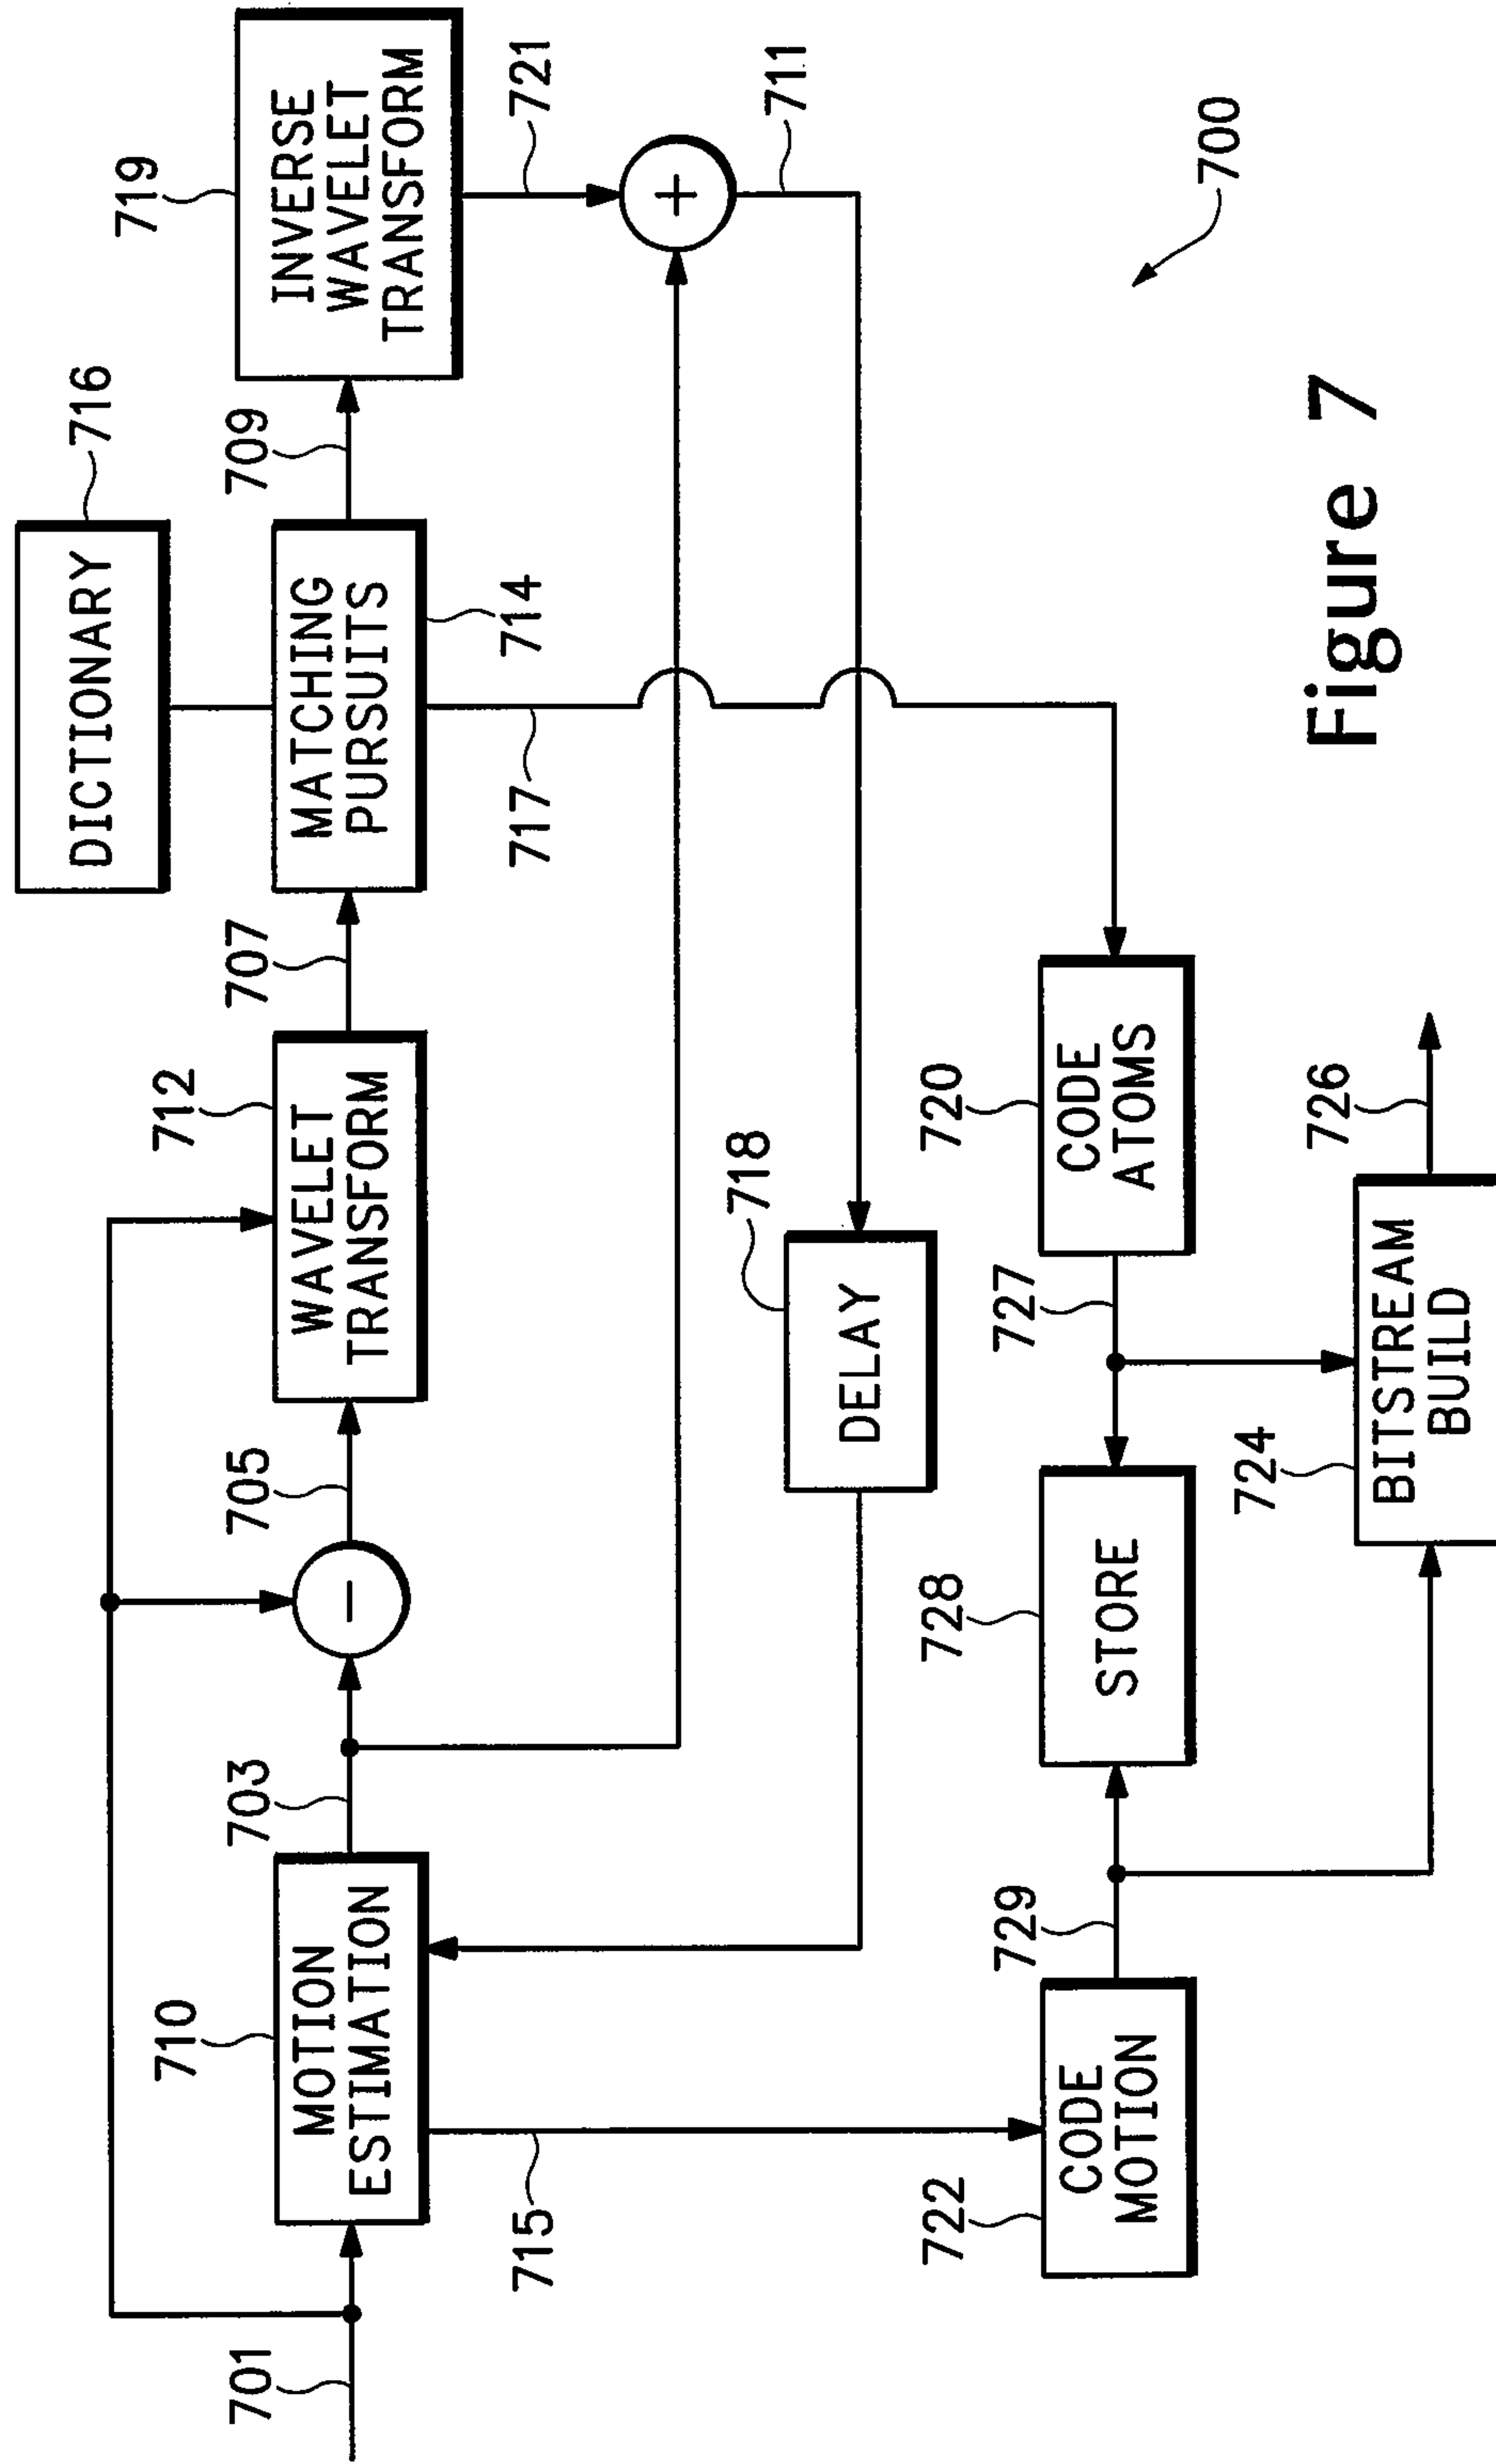 716
DICTIONARY
719
INVERSE
WAVELET
TRANSFORM
712
707
709
710
701
703
705
MOTION
ESTIMATION
−
WAVELET
TRANSFORM
MATCHING
PURSUITS
714
721
715
717
+
718
DELAY
711
722
729
728
727
720
CODE
MOTION
STORE
CODE
ATOMS
724
726
BITSTREAM
BUILD
700
Figure 7